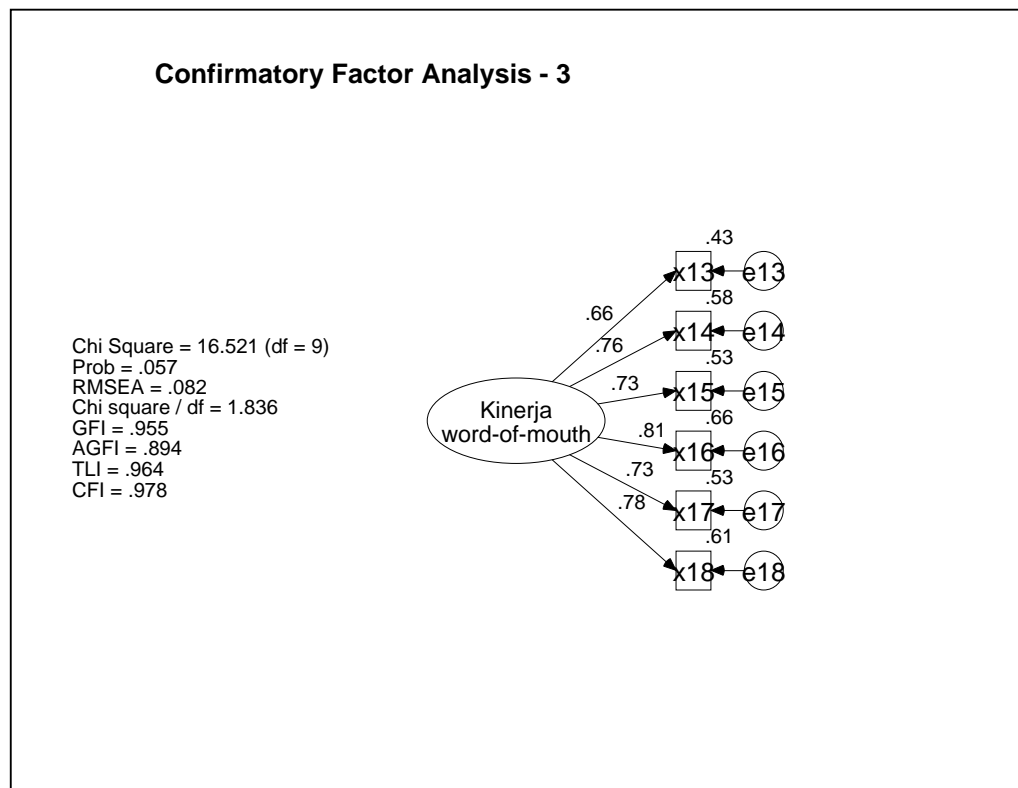 Confirmatory Factor Analysis - 3
Chi Square = 16.521 (df = 9)
Prob = .057
RMSEA = .082
Chi square / df = 1.836
GFI = .955
AGFI = .894
TLI = .964
CFI = .978
Kinerja
word-of-mouth
.43
x13
e13
.66
.58
x14
e14
.76
.53
x15
e15
.73
.66
x16
e16
.81
.53
x17
e17
.73
.61
x18
e18
.78